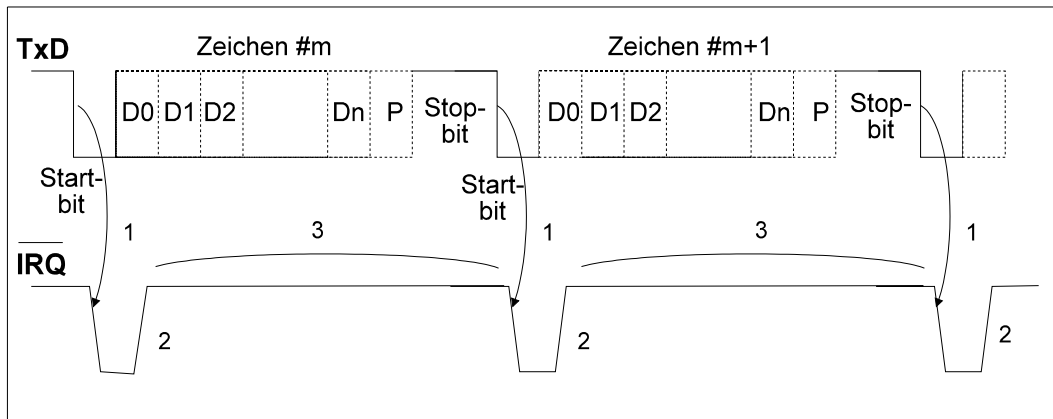 TxD
Zeichen #m
Zeichen #m+1
D0 D1 D2 Dn P
Stop-
bit
D0 D1 D2 Dn P
Stop-
bit
Start-
bit
Start-
bit
1 3 1 3 1
IRQ
2 2 2